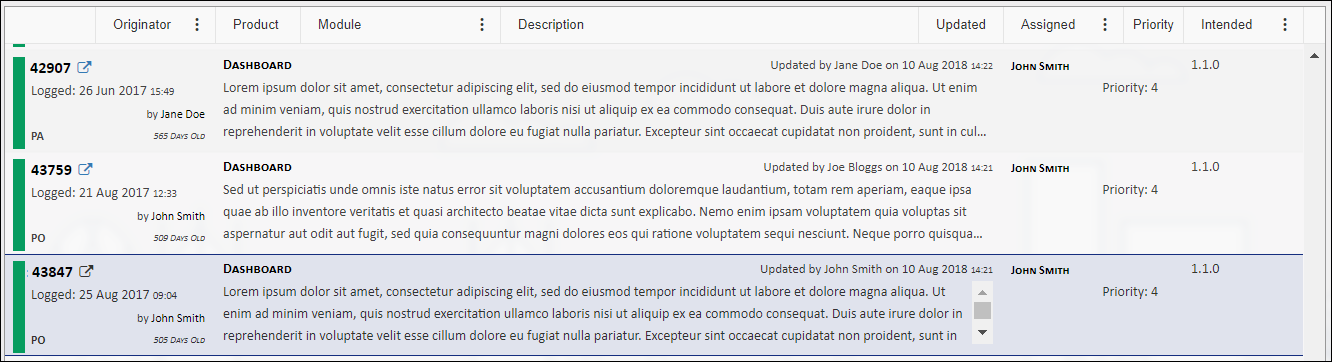 Originator Product Module Description Updated Assigned Priority Intended
42907 Dashboard Updated by Jane Doe on 10 Aug 2018 14:22 John Smith 1.1.0
Logged: 26 Jun 2017 15:49 Lorem ipsum dolor sit amet, consectetur adipiscing elit, sed do eiusmod tempor incididunt ut labore et dolore magna aliqua. Ut enim Priority: 4
by Jane Doe ad minim veniam, quis nostrud exercitation ullamco laboris nisi ut aliquip ex ea commodo consequat. Duis aute irure dolor in
PA 565 Days Old reprehenderit in voluptate velit esse cillum dolore eu fugiat nulla pariatur. Excepteur sint occaecat cupidatat non proident, sunt in cul...
43759 Dashboard Updated by Joe Bloggs on 10 Aug 2018 14:21 John Smith 1.1.0
Logged: 21 Aug 2017 12:33 Sed ut perspiciatis unde omnis iste natus error sit voluptatem accusantium doloremque laudantium, totam rem aperiam, eaque ipsa Priority: 4
by John Smith quae ab illo inventore veritatis et quasi architecto beatae vitae dicta sunt explicabo. Nemo enim ipsam voluptatem quia voluptas sit
PO 509 Days Old aspernatur aut odit aut fugit, sed quia consequuntur magni dolores eos qui ratione voluptatem sequi nesciunt. Neque porro quisqua...
43847 Dashboard Updated by John Smith on 10 Aug 2018 14:21 John Smith 1.1.0
Logged: 25 Aug 2017 09:04 Lorem ipsum dolor sit amet, consectetur adipiscing elit, sed do eiusmod tempor incididunt ut labore et dolore magna aliqua. Ut Priority: 4
by John Smith enim ad minim veniam, quis nostrud exercitation ullamco laboris nisi ut aliquip ex ea commodo consequat. Duis aute irure dolor in
PO 505 Days Old reprehenderit in voluptate velit esse cillum dolore eu fugiat nulla pariatur. Excepteur sint occaecat cupidatat non proident, sunt in